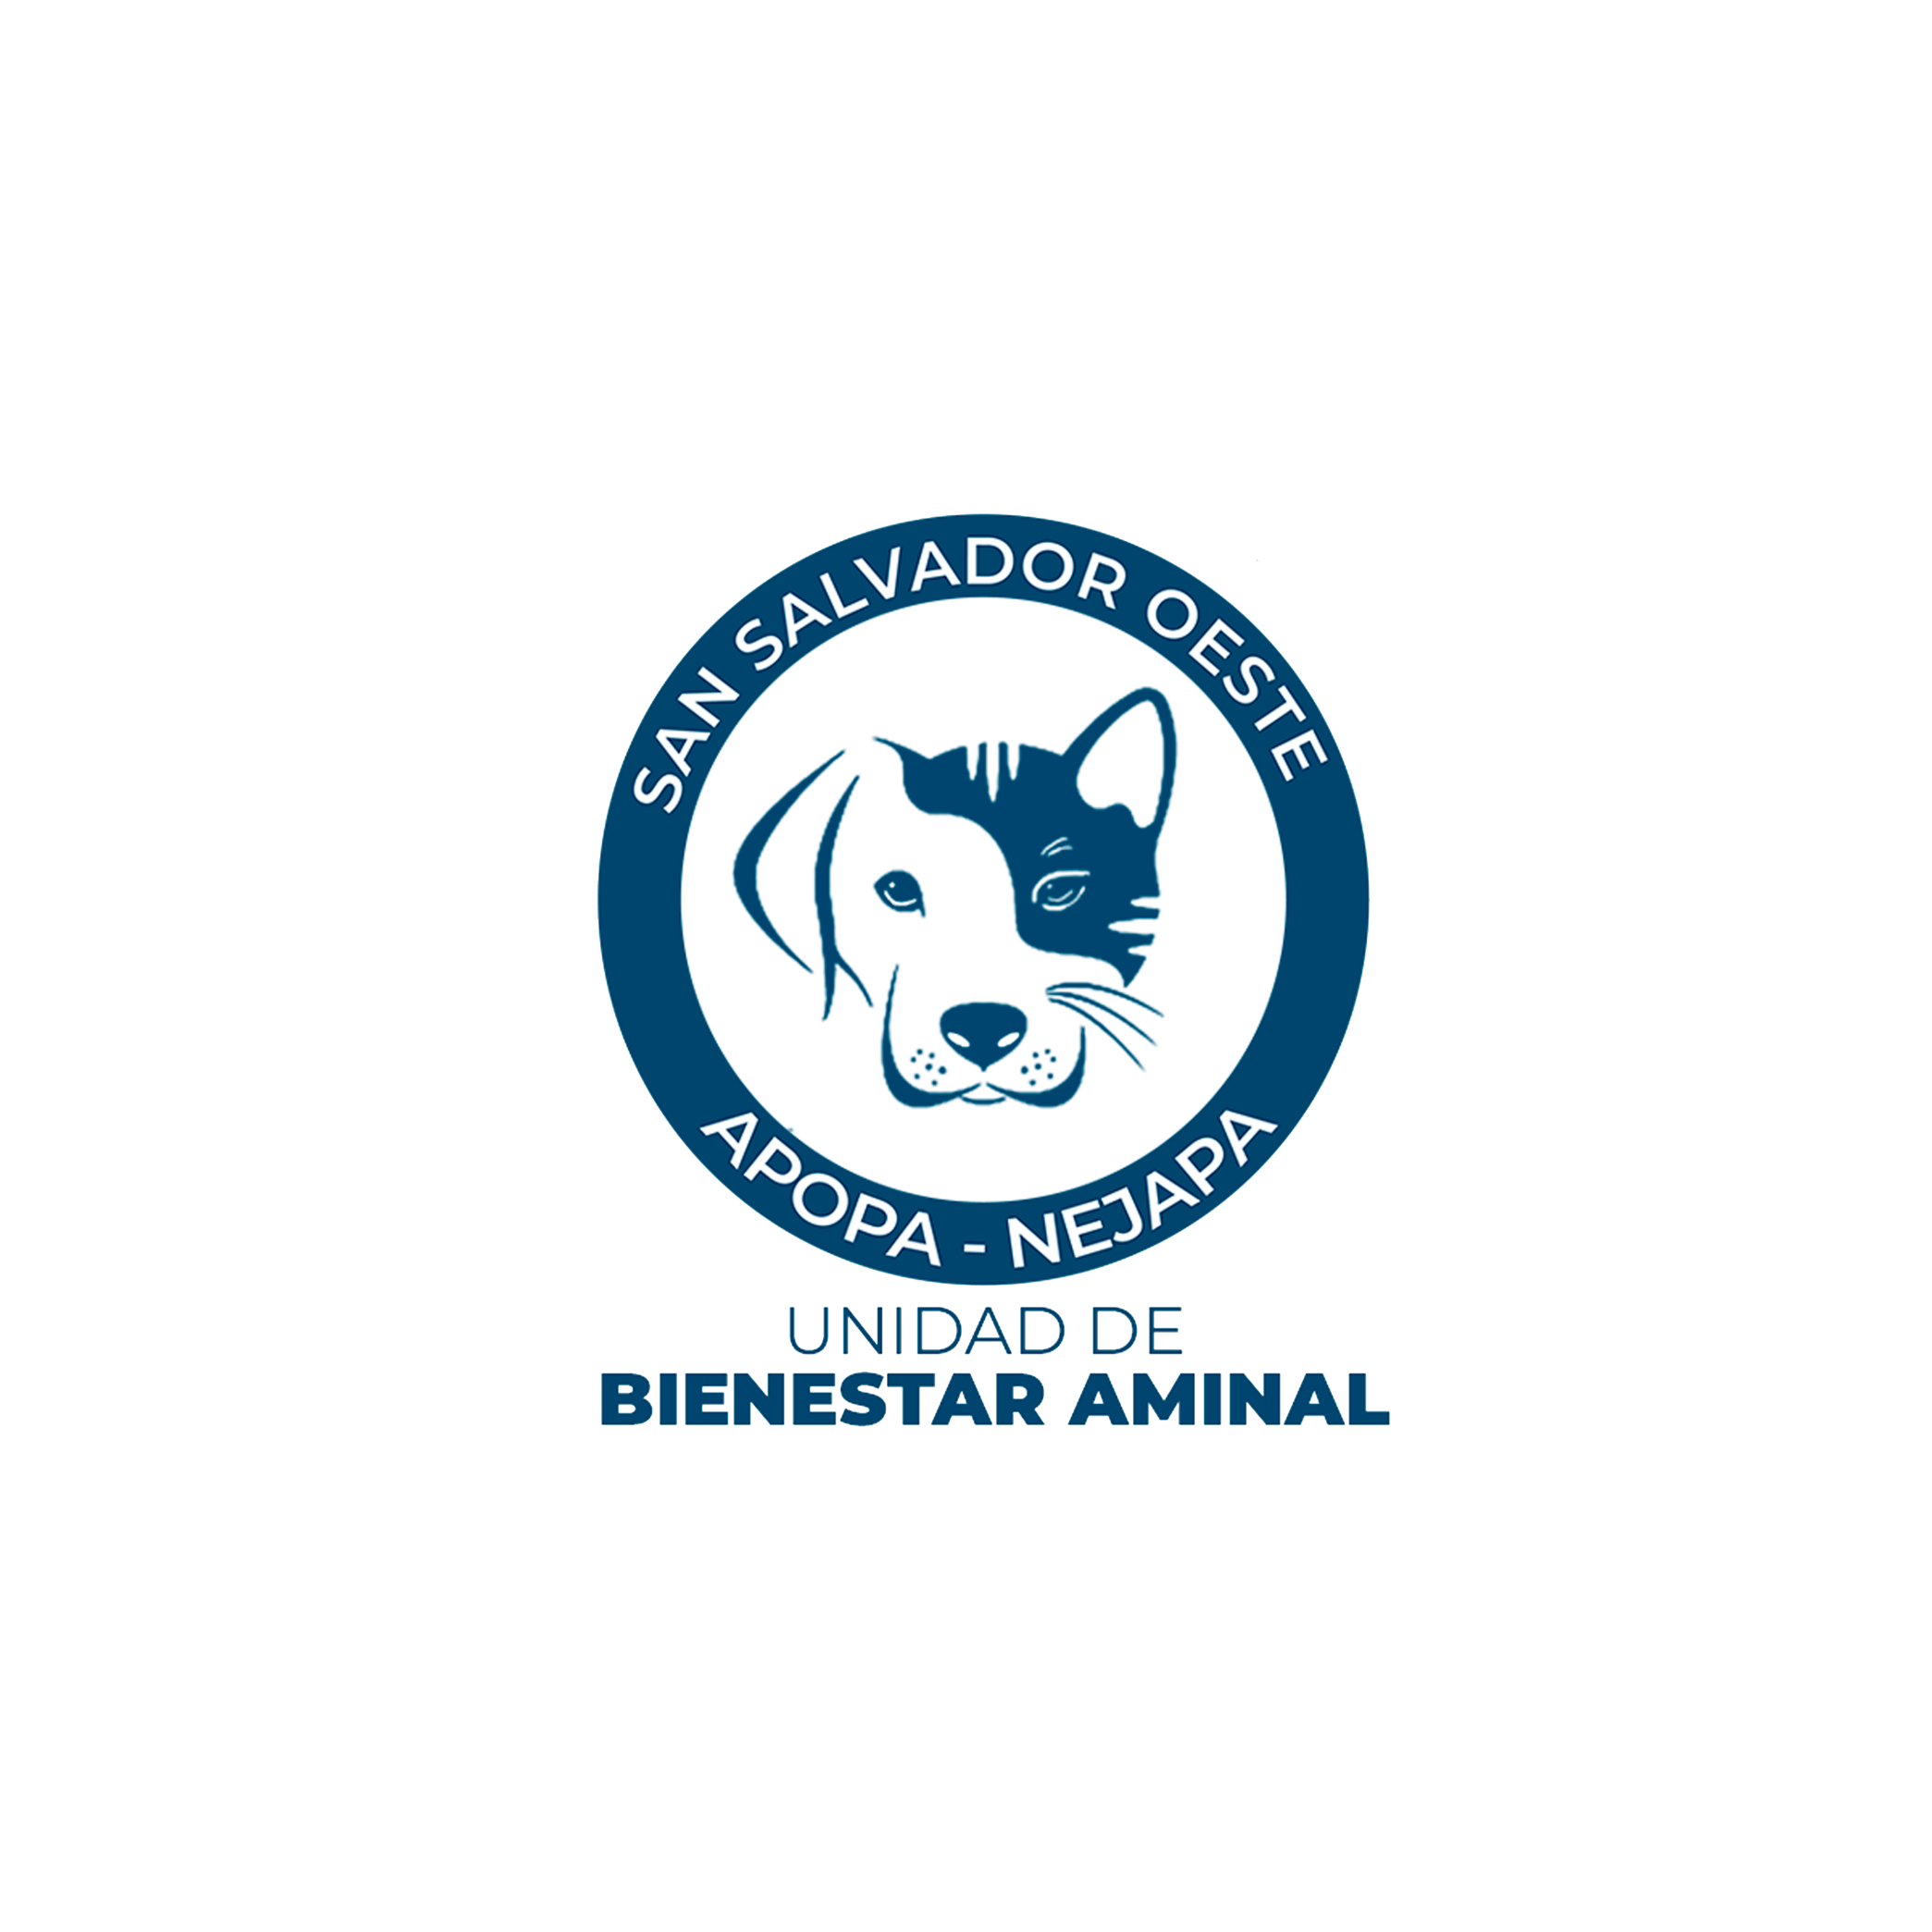 SAN SALVADOR OESTE
APOPA - NEJAPA
UNIDAD DE
BIENESTAR AMINAL